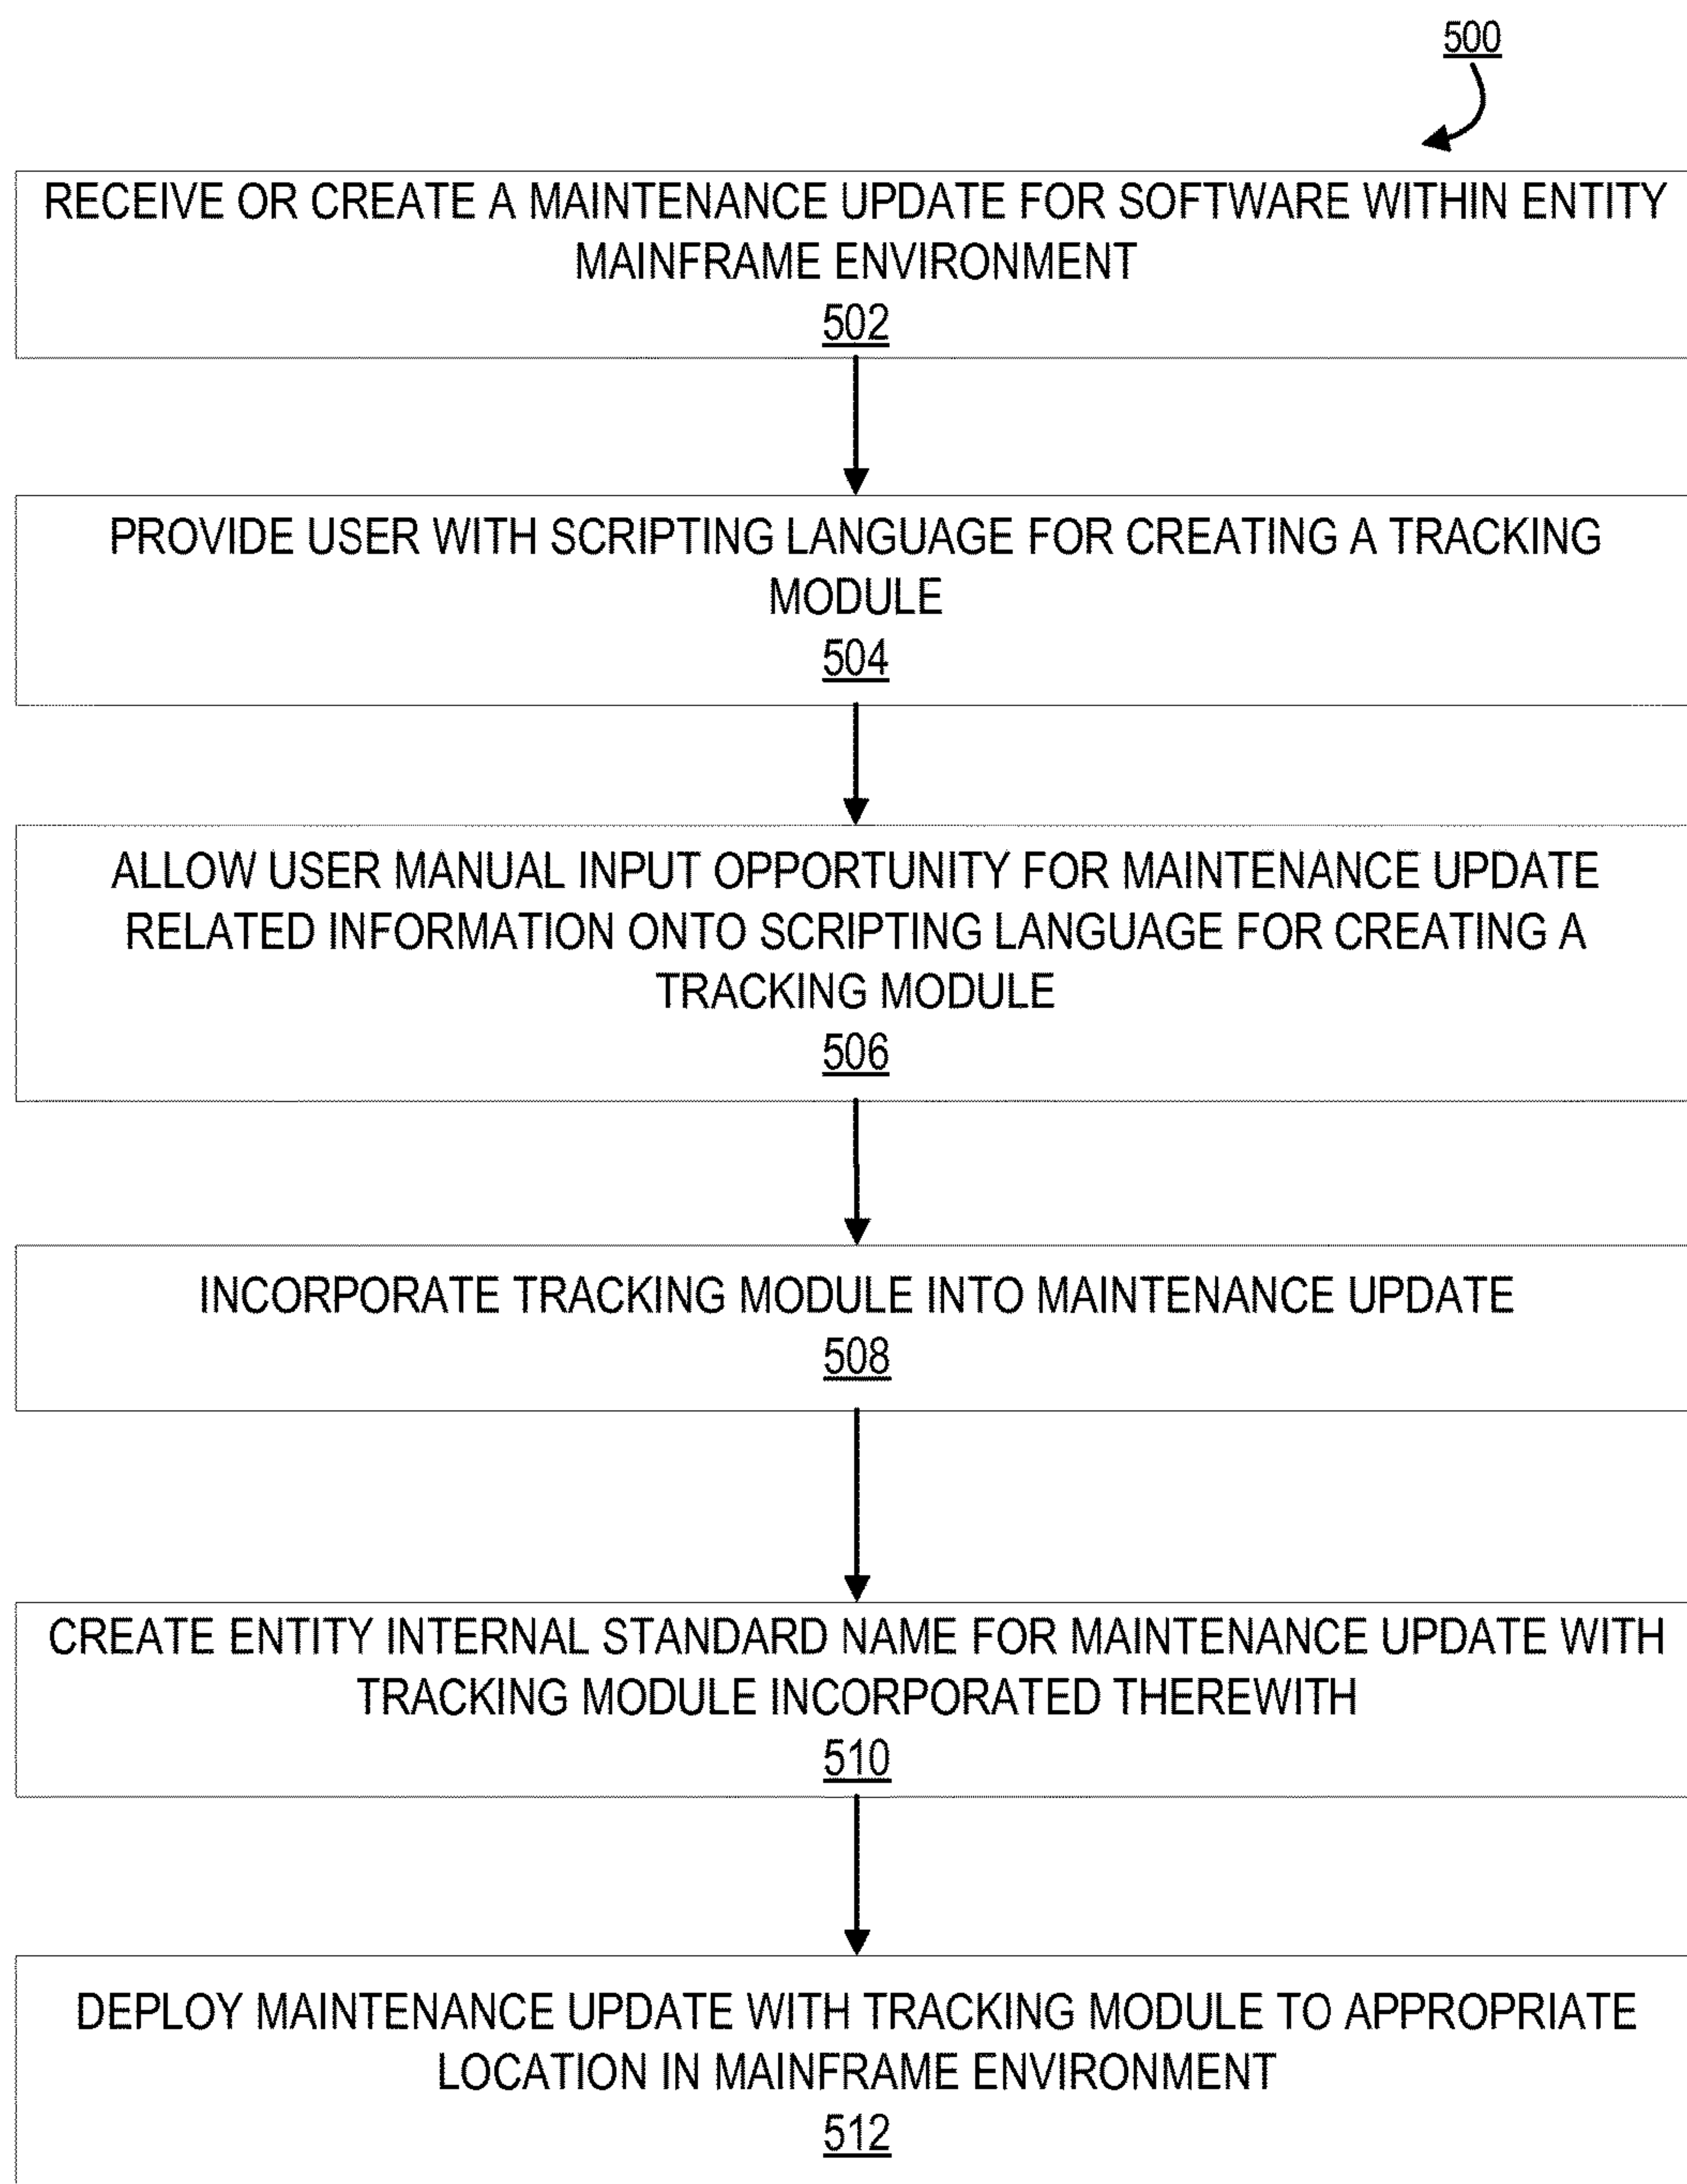 500
RECEIVE OR CREATE A MAINTENANCE UPDATE FOR SOFTWARE WITHIN ENTITY
MAINFRAME ENVIRONMENT
502
PROVIDE USER WITH SCRIPTING LANGUAGE FOR CREATING A TRACKING
MODULE
504
ALLOW USER MANUAL INPUT OPPORTUNITY FOR MAINTENANCE UPDATE
RELATED INFORMATION ONTO SCRIPTING LANGUAGE FOR CREATING A
TRACKING MODULE
506
INCORPORATE TRACKING MODULE INTO MAINTENANCE UPDATE
508
CREATE ENTITY INTERNAL STANDARD NAME FOR MAINTENANCE UPDATE WITH
TRACKING MODULE INCORPORATED THEREWITH
510
DEPLOY MAINTENANCE UPDATE WITH TRACKING MODULE TO APPROPRIATE
LOCATION IN MAINFRAME ENVIRONMENT
512